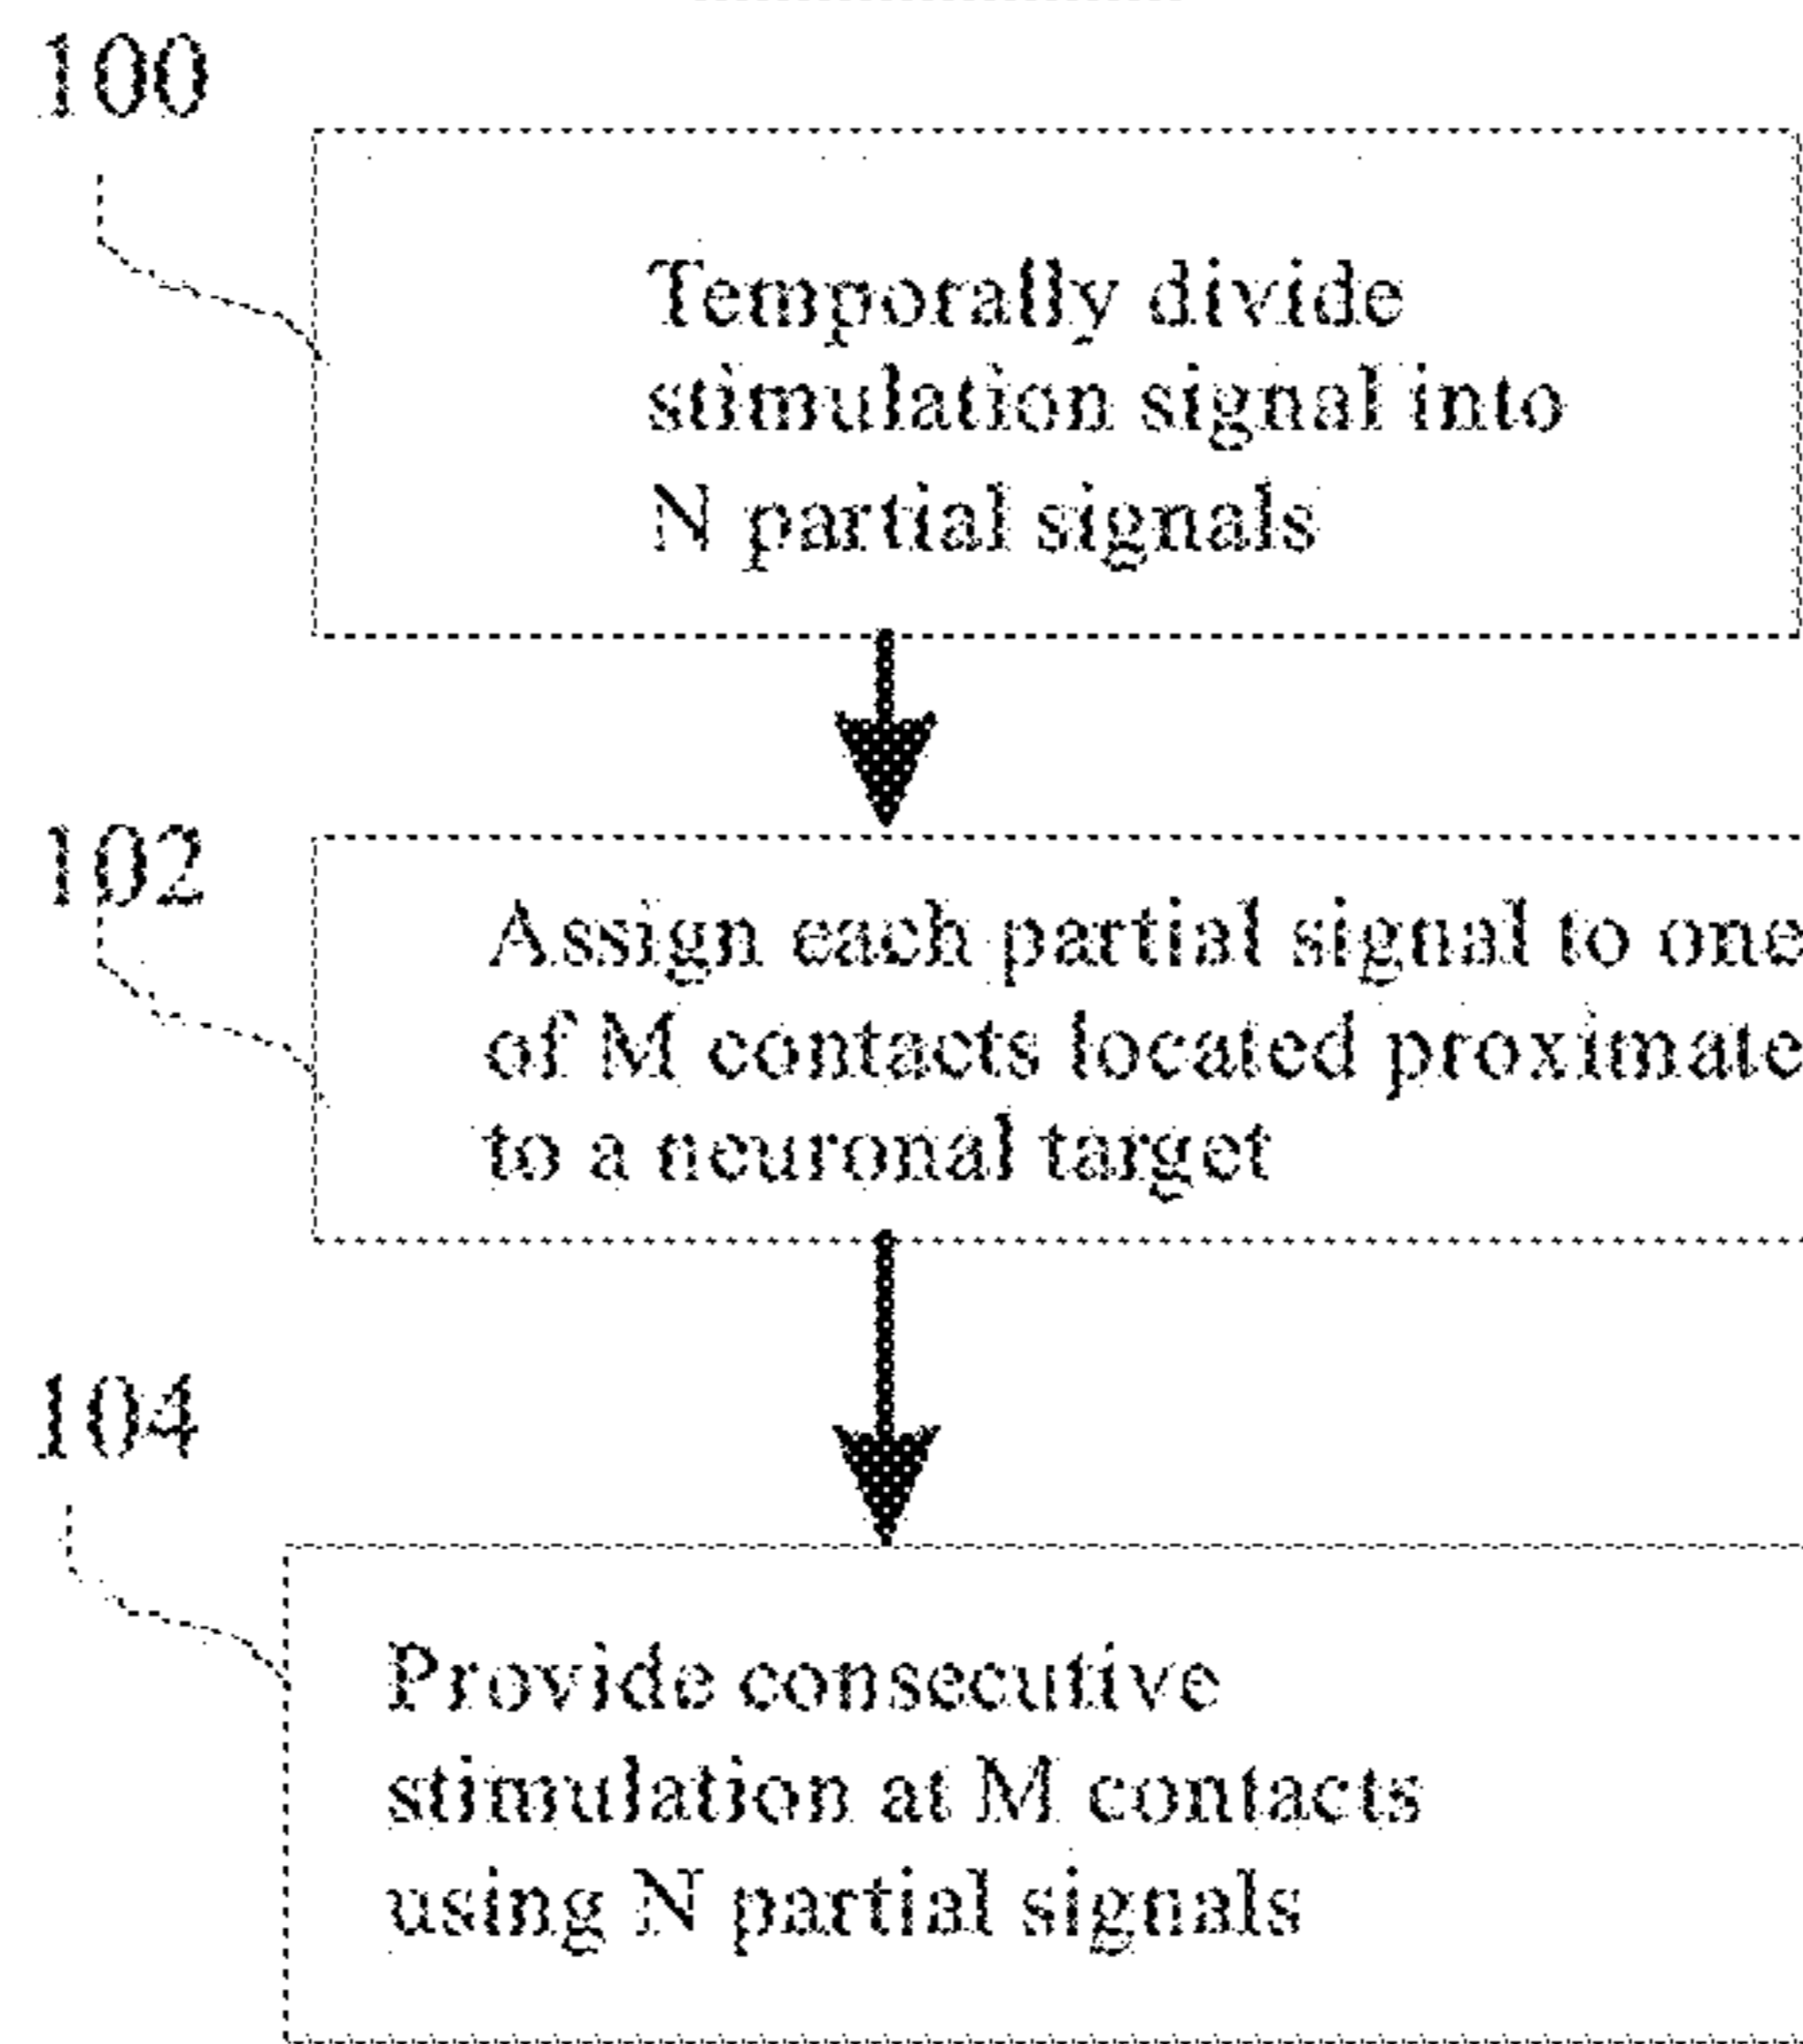 100
Temporally divide
stimulation signal into
N partial signals
102
Assign each partial signal to one
of M contacts located proximate
to a neuronal target
104
Provide consecutive
stimulation at M contacts
using N partial signals